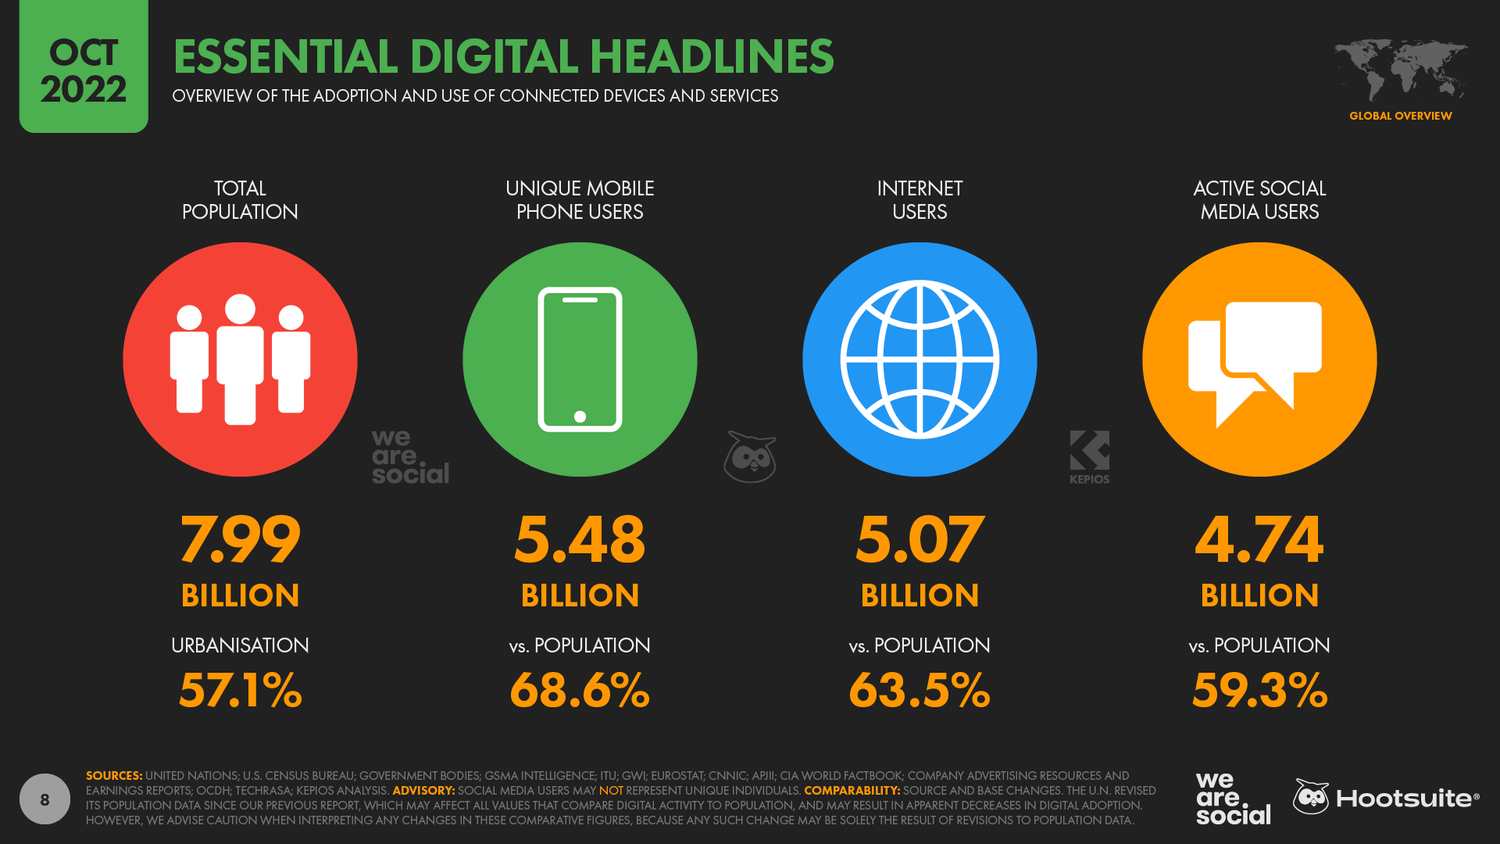 OCT
2022
ESSENTIAL DIGITAL HEADLINES
OVERVIEW OF THE ADOPTION AND USE OF CONNECTED DEVICES AND SERVICES
GLOBAL OVERVIEW
TOTAL
POPULATION
UNIQUE MOBILE
PHONE USERS
INTERNET
USERS
ACTIVE SOCIAL
MEDIA USERS
we
are
social
KEPIOS
7.99
BILLION
URBANISATION
57.1%
5.48
BILLION
vs. POPULATION
68.6%
5.07
BILLION
vs. POPULATION
63.5%
4.74
BILLION
vs. POPULATION
59.3%
8
SOURCES: UNITED NATIONS; U.S. CENSUS BUREAU; GOVERNMENT BODIES; GSMA INTELLIGENCE; ITU; GWI; EUROSTAT; CNNIC; APJII; CIA WORLD FACTBOOK; COMPANY ADVERTISING RESOURCES AND
EARNINGS REPORTS; OCDH; TECHRASA; KEPIOS ANALYSIS. ADVISORY: SOCIAL MEDIA USERS MAY NOT REPRESENT UNIQUE INDIVIDUALS. COMPARABILITY: SOURCE AND BASE CHANGES. THE U.N. REVISED
ITS POPULATION DATA SINCE OUR PREVIOUS REPORT, WHICH MAY AFFECT ALL VALUES THAT COMPARE DIGITAL ACTIVITY TO POPULATION, AND MAY RESULT IN APPARENT DECREASES IN DIGITAL ADOPTION.
HOWEVER, WE ADVISE CAUTION WHEN INTERPRETING ANY CHANGES IN THESE COMPARATIVE FIGURES, BECAUSE ANY SUCH CHANGE MAY BE SOLELY THE RESULT OF REVISIONS TO POPULATION DATA.
we
are
social
Hootsuite®